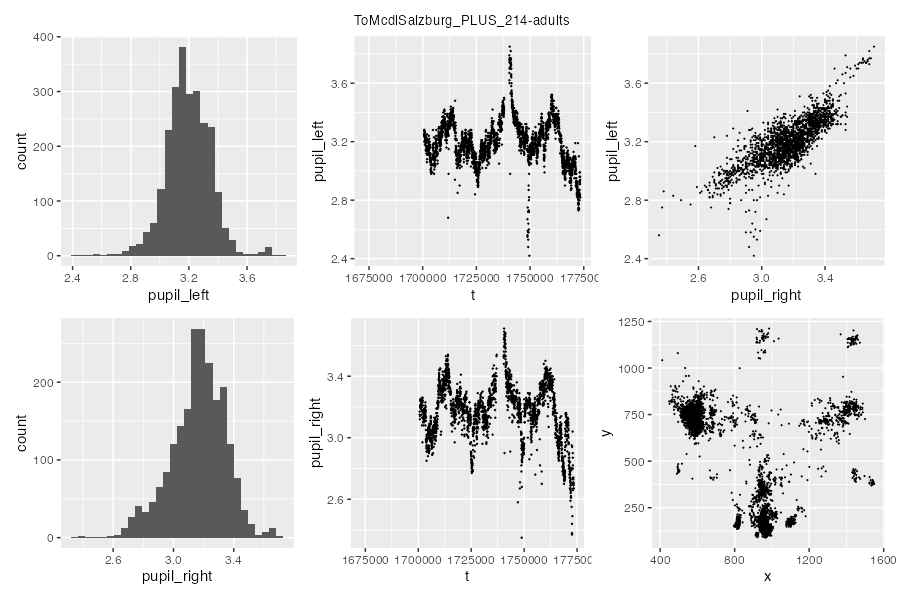 ToMcdlSalzburg_PLUS_214-adults
400
300
200
100
0
count
2.4 2.8 3.2 3.6
pupil_left
3.6
3.2
2.8
2.4
pupil_left
1675000 1700000 1725000 1750000 177500
t
3.6
3.2
2.8
2.4
pupil_left
2.6 3.0 3.4
pupil_right
200
100
0
count
2.6 3.0 3.4
pupil_right
3.4
3.0
2.6
pupil_right
1675000 1700000 1725000 1750000 177500
t
1250
1000
750
500
250
y
400 800 1200 1600
x